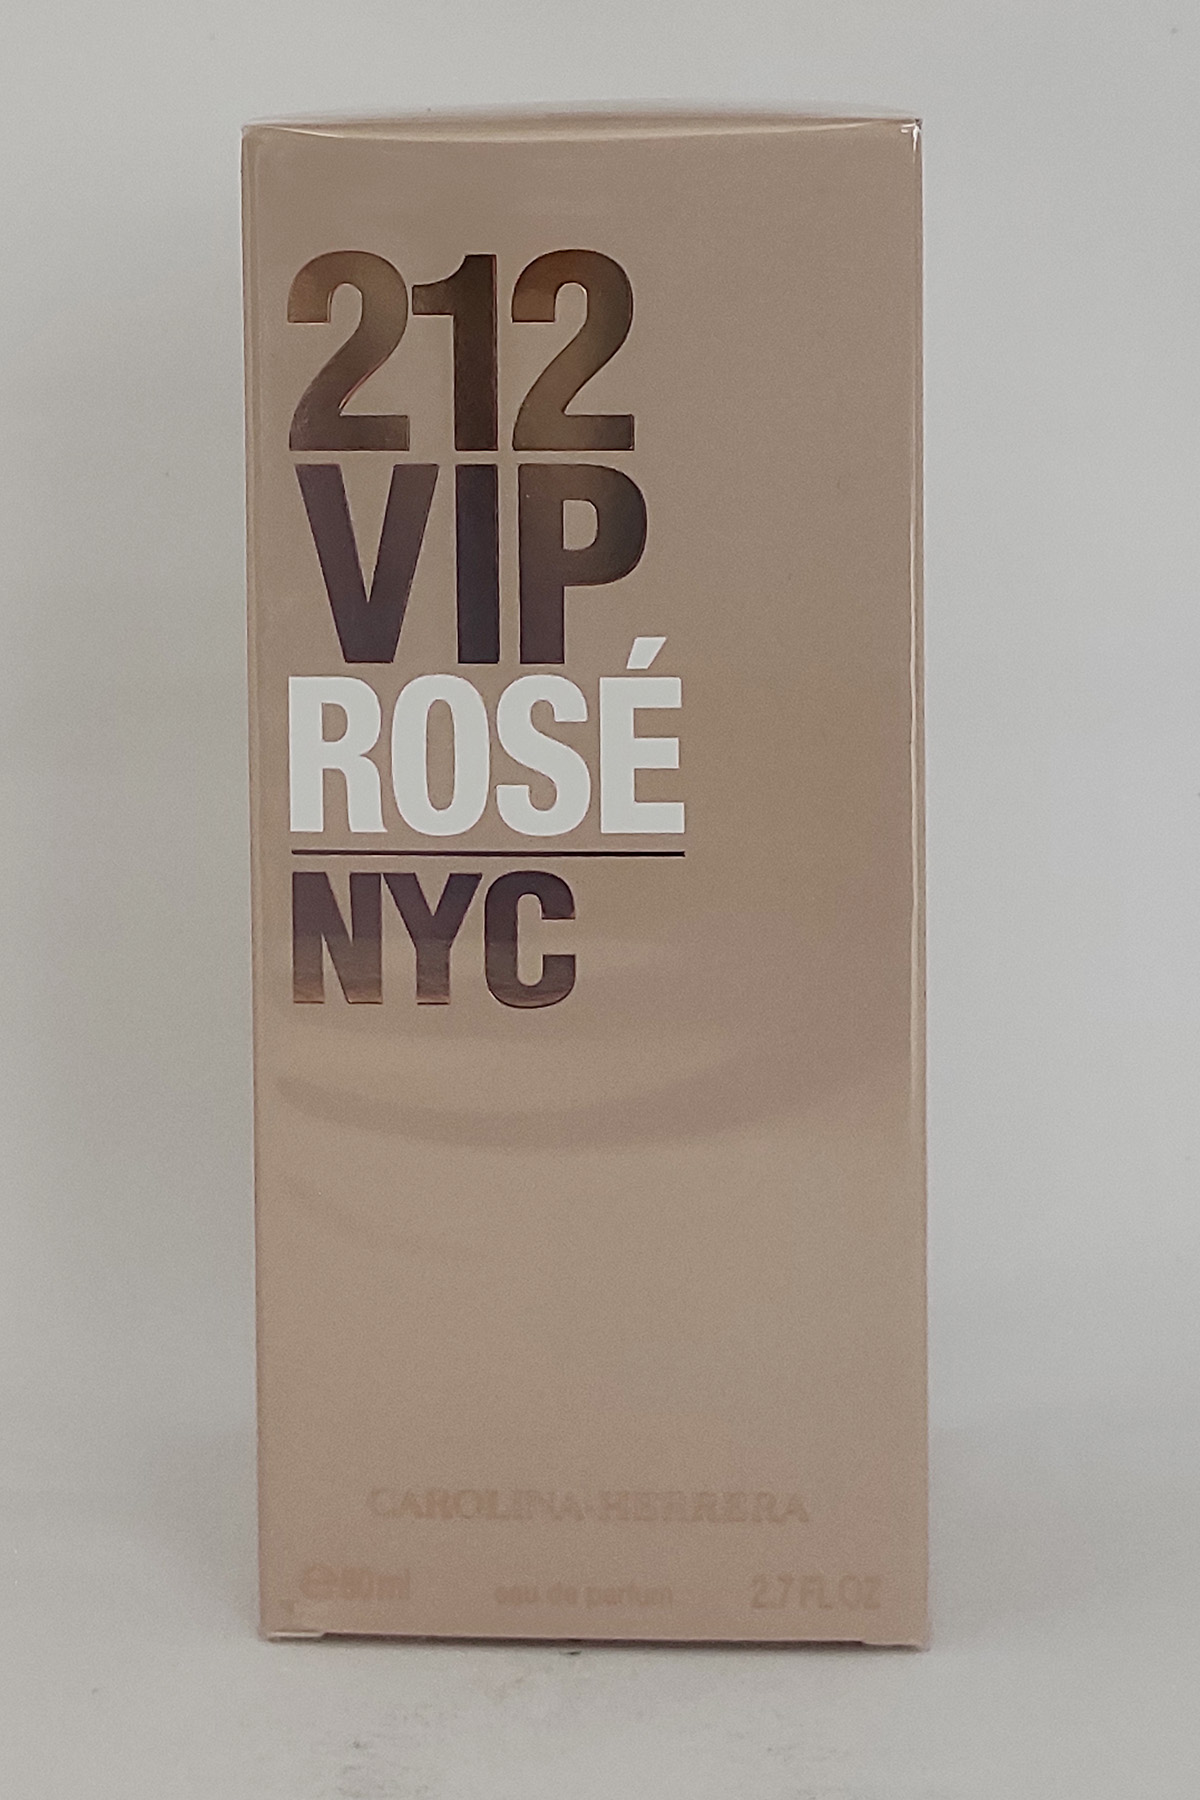 212
VIP
ROSÉ
NYC
CAROLINA HERRERA
℮80ml eau de parfum 2.7 FL OZ